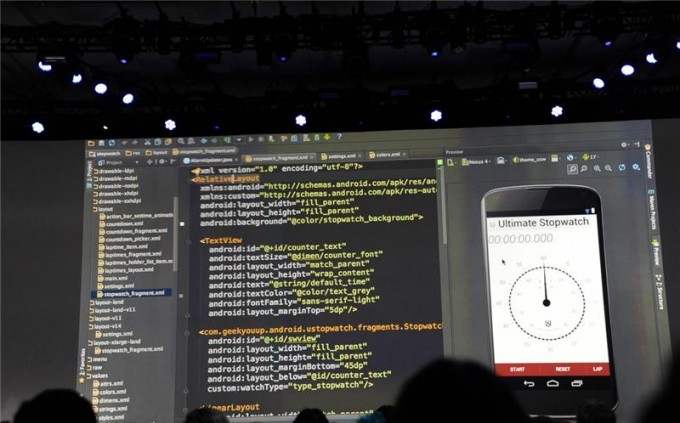 stopwatch
res
layout
stopwatch_fragment.xml
Project
drawable-ldpi
drawable-mdpi
drawable-nodpi
drawable-xhdpi
drawable-xxhdpi
layout
countdown_fragment.xml
countdown_picker.xml
laptime_item.xml
laptimes_fragment.xml
laptimes_layout.xml
main.xml
settings.xml
stopwatch_fragment.xml
layout-land
layout-land-v11
layout-v11
layout-v14
settings.xml
layout-xlarge-land
stopwatch_fragment.xml
menu
raw
values
attrs.xml
colors.xml
dimens.xml
strings.xml
styles.xml
2: Favorites
stopwatch_fragment.xml
settings.xml
colors.xml
<?xml version="1.0" encoding="utf-8"?>
<RelativeLayout
xmlns:android="http://schemas.android.com/apk/res/an
xmlns:custom="http://schemas.android.com/apk/res-aut
android:layout_width="fill_parent"
android:layout_height="fill_parent"
android:background="@color/stopwatch_background">
<TextView
android:id="@+id/counter_text"
android:textSize="@dimen/counter_font"
android:layout_width="match_parent"
android:layout_height="wrap_content"
android:text="@string/default_time"
android:textColor="@color/text_grey"
android:fontFamily="sans-serif-light"
android:layout_marginTop="5dp"/>
<com.geekyouup.android.ustopwatch.fragments.Stopwatc
android:id="@+id/swview"
android:layout_width="fill_parent"
android:layout_height="fill_parent"
android:layout_marginBottom="45dp"
android:layout_below="@id/counter_text"
custom:watchType="type_stopwatch"/>
<LinearLayout
Preview
Nexus 4
17
Ultimate Stopwatch
00:00:00.000
START
RESET
LAP
Commander
Maven Projects
Structure